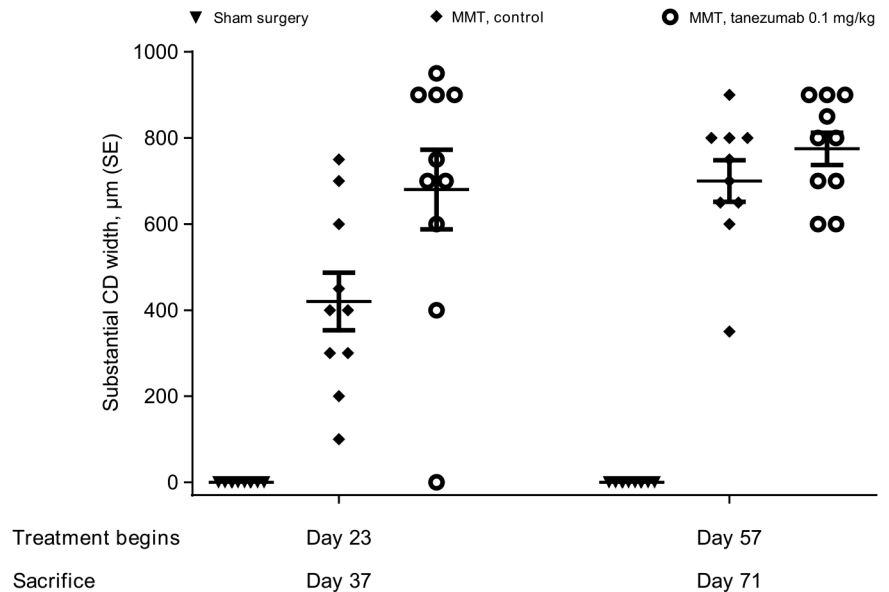 Sham surgery
MMT, control
MMT, tanezumab 0.1 mg/kg
Substantial CD width, μm (SE)
1000
800
600
400
200
0
Treatment begins Day 23 Day 57
Sacrifice Day 37 Day 71